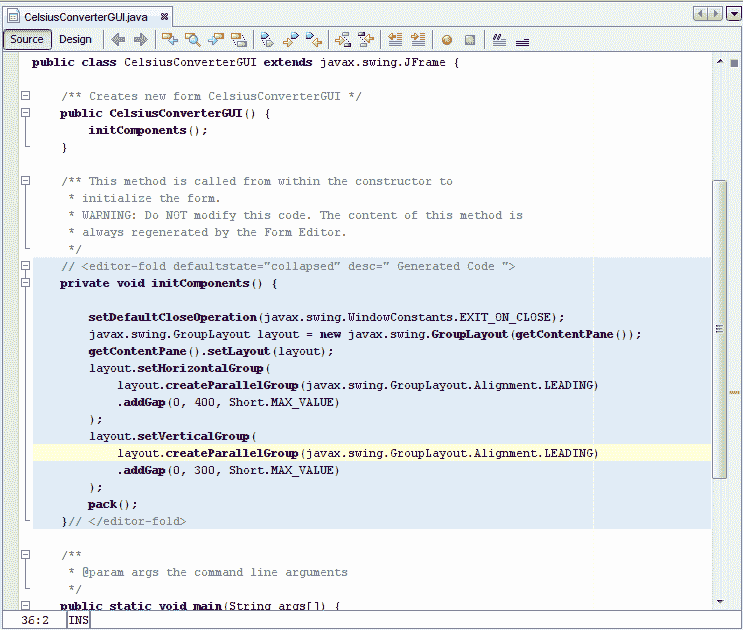 CelsiusConverterGUI.java
Source Design
public class CelsiusConverterGUI extends javax.swing.JFrame {
/** Creates new form CelsiusConverterGUI */
public CelsiusConverterGUI() {
initComponents();
}
/** This method is called from within the constructor to
* initialize the form.
* WARNING: Do NOT modify this code. The content of this method is
* always regenerated by the Form Editor.
*/
// <editor-fold defaultstate="collapsed" desc=" Generated Code ">
private void initComponents() {
setDefaultCloseOperation(javax.swing.WindowConstants.EXIT_ON_CLOSE);
javax.swing.GroupLayout layout = new javax.swing.GroupLayout(getContentPane());
getContentPane().setLayout(layout);
layout.setHorizontalGroup(
layout.createParallelGroup(javax.swing.GroupLayout.Alignment.LEADING)
.addGap(0, 400, Short.MAX_VALUE)
);
layout.setVerticalGroup(
layout.createParallelGroup(javax.swing.GroupLayout.Alignment.LEADING)
.addGap(0, 300, Short.MAX_VALUE)
);
pack();
}// </editor-fold>
/**
* @param args the command line arguments
*/
public static void main(String args[]) {
36:2 INS